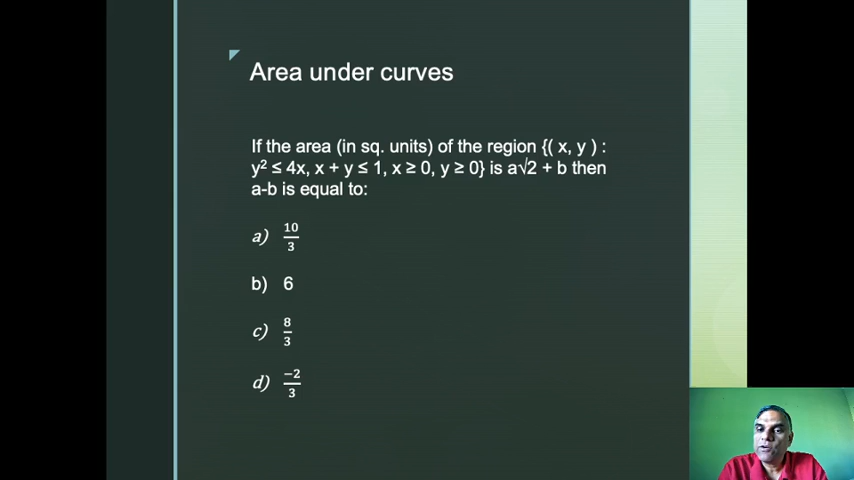 Area under curves
If the area (in sq. units) of the region {( x, y ) :
y² ≤ 4x, x + y ≤ 1, x ≥ 0, y ≥ 0} is a√2 + b then
a-b is equal to:
a) 10/3
b) 6
c) 8/3
d) −2/3